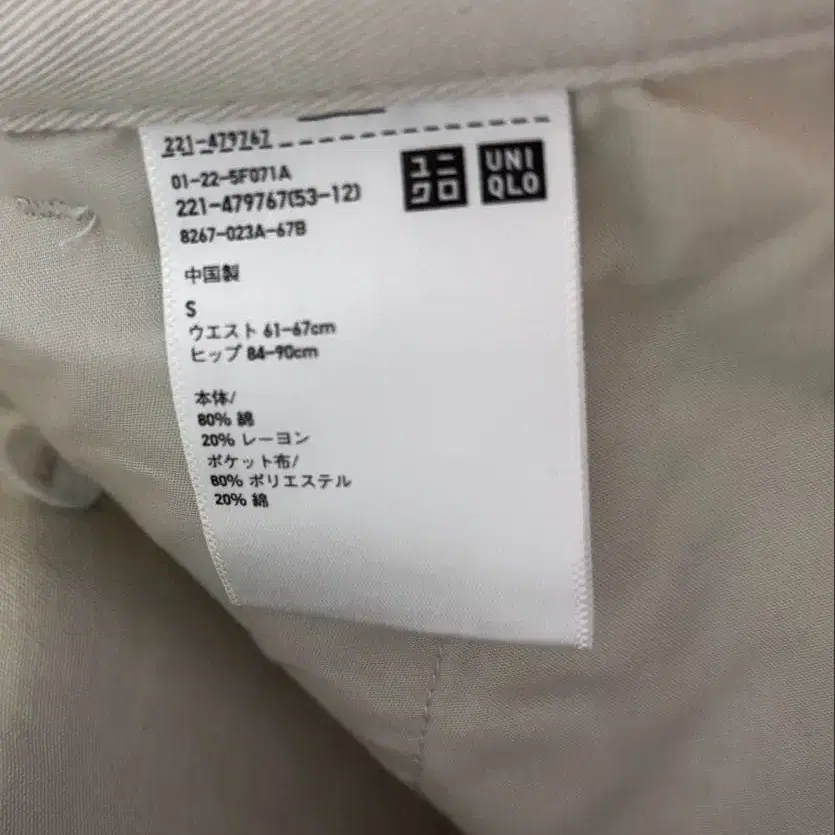 221-479767
01-22-5F071A
221-479767(53-12)
8267-023A-67B
ユニ
クロ
UNI
QLO
中国製
S
ウエスト 61-67cm
ヒップ 84-90cm
本体/
80% 綿
20% レーヨン
ポケット布/
80% ポリエステル
20% 綿